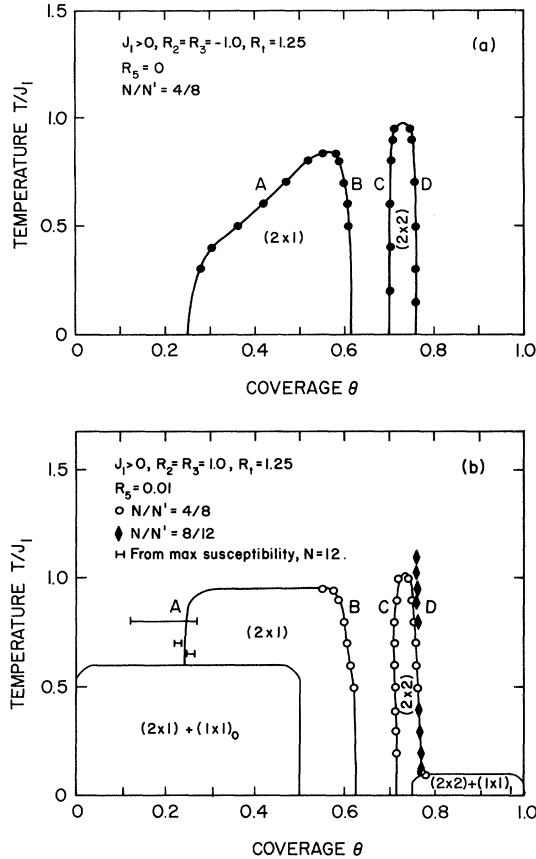 1.5
J₁>0, R₂=R₃=-1.0, Rₜ=1.25
(a)
R₅=0
N/N'=4/8
TEMPERATURE T/J₁
1.0
A
B
C
D
0.5
(2x1)
(2x2)
0
0
0.2
0.4
0.6
0.8
1.0
COVERAGE θ
1.5
J₁>0, R₂=R₃=1.0, Rₜ=1.25
(b)
R₅=0.01
N/N'=4/8
N/N'=8/12
From max susceptibility, N=12.
TEMPERATURE T/J₁
1.0
A
B
C
D
(2x1)
0.5
(2x2)
(2x1)+(1x1)₀
(2x2)+(1x1)₁
0
0
0.2
0.4
0.6
0.8
1.0
COVERAGE θ